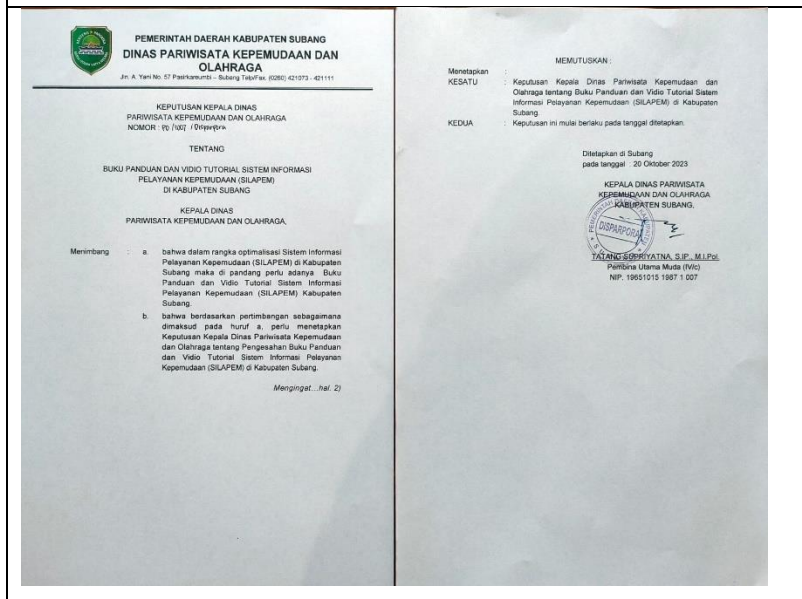 PEMERINTAH DAERAH KABUPATEN SUBANG
DINAS PARIWISATA KEPEMUDAAN DAN
OLAHRAGA
Jln. A. Yani No. 57 Pasirkareumbi – Subang Telp/Fax. (0260) 421073 - 421111
KEPUTUSAN KEPALA DINAS
PARIWISATA KEPEMUDAAN DAN OLAHRAGA
NOMOR :
TENTANG
BUKU PANDUAN DAN VIDIO TUTORIAL SISTEM INFORMASI
PELAYANAN KEPEMUDAAN (SILAPEM)
DI KABUPATEN SUBANG
KEPALA DINAS
PARIWISATA KEPEMUDAAN DAN OLAHRAGA,
Menimbang : a. bahwa dalam rangka optimalisasi Sistem Informasi
Pelayanan Kepemudaan (SILAPEM) di Kabupaten
Subang maka di pandang perlu adanya Buku
Panduan dan Vidio Tutorial Sistem Informasi
Pelayanan Kepemudaan (SILAPEM) Kabupaten
Subang.
b. bahwa berdasarkan pertimbangan sebagaimana
dimaksud pada huruf a, perlu menetapkan
Keputusan Kepala Dinas Pariwisata Kepemudaan
dan Olahraga tentang Pengesahan Buku Panduan
dan Vidio Tutorial Sistem Informasi Pelayanan
Kepemudaan (SILAPEM) di Kabupaten Subang.
Mengingat...hal. 2)
MEMUTUSKAN :
Menetapkan :
KESATU : Keputusan Kepala Dinas Pariwisata Kepemudaan dan
Olahraga tentang Buku Panduan dan Vidio Tutorial Sistem
Informasi Pelayanan Kepemudaan (SILAPEM) di Kabupaten
Subang.
KEDUA : Keputusan ini mulai berlaku pada tanggal ditetapkan.
Ditetapkan di Subang
pada tanggal : 20 Oktober 2023
KEPALA DINAS PARIWISATA
KEPEMUDAAN DAN OLAHRAGA
KABUPATEN SUBANG,
DISPARPORA
TATANG SUPRIYATNA, S.IP., M.I.Pol.
Pembina Utama Muda (IV/c)
NIP. 19651015 1987 1 007